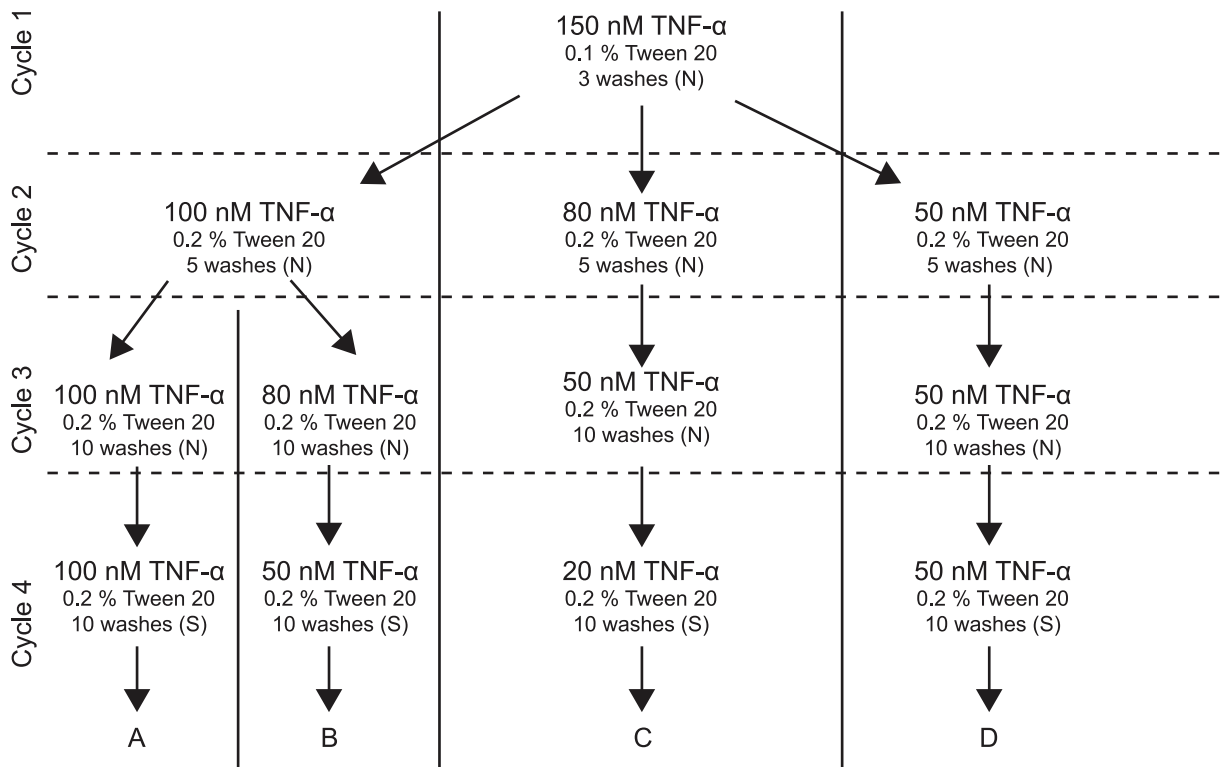 Cycle 1
150 nM TNF-α
0.1 % Tween 20
3 washes (N)
Cycle 2
100 nM TNF-α
0.2 % Tween 20
5 washes (N)
80 nM TNF-α
0.2 % Tween 20
5 washes (N)
50 nM TNF-α
0.2 % Tween 20
5 washes (N)
Cycle 3
100 nM TNF-α
0.2 % Tween 20
10 washes (N)
80 nM TNF-α
0.2 % Tween 20
10 washes (N)
50 nM TNF-α
0.2 % Tween 20
10 washes (N)
50 nM TNF-α
0.2 % Tween 20
10 washes (N)
Cycle 4
100 nM TNF-α
0.2 % Tween 20
10 washes (S)
50 nM TNF-α
0.2 % Tween 20
10 washes (S)
20 nM TNF-α
0.2 % Tween 20
10 washes (S)
50 nM TNF-α
0.2 % Tween 20
10 washes (S)
A
B
C
D